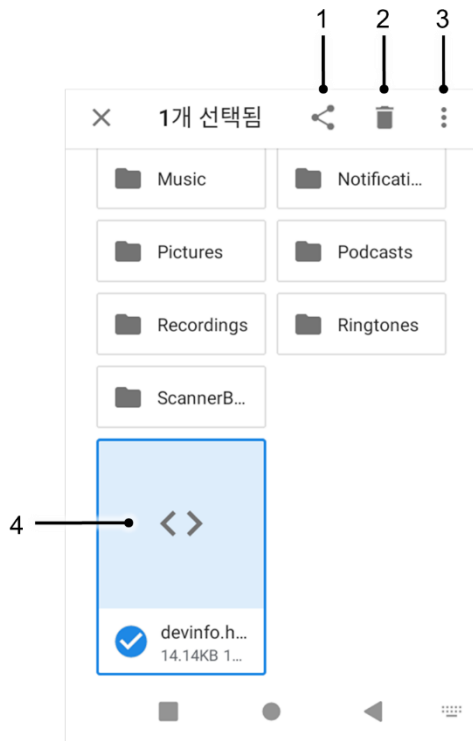 1 2 3
1개 선택됨
Music Notificati...
Pictures Podcasts
Recordings Ringtones
ScannerB...
4
devinfo.h...
14.14KB 1...